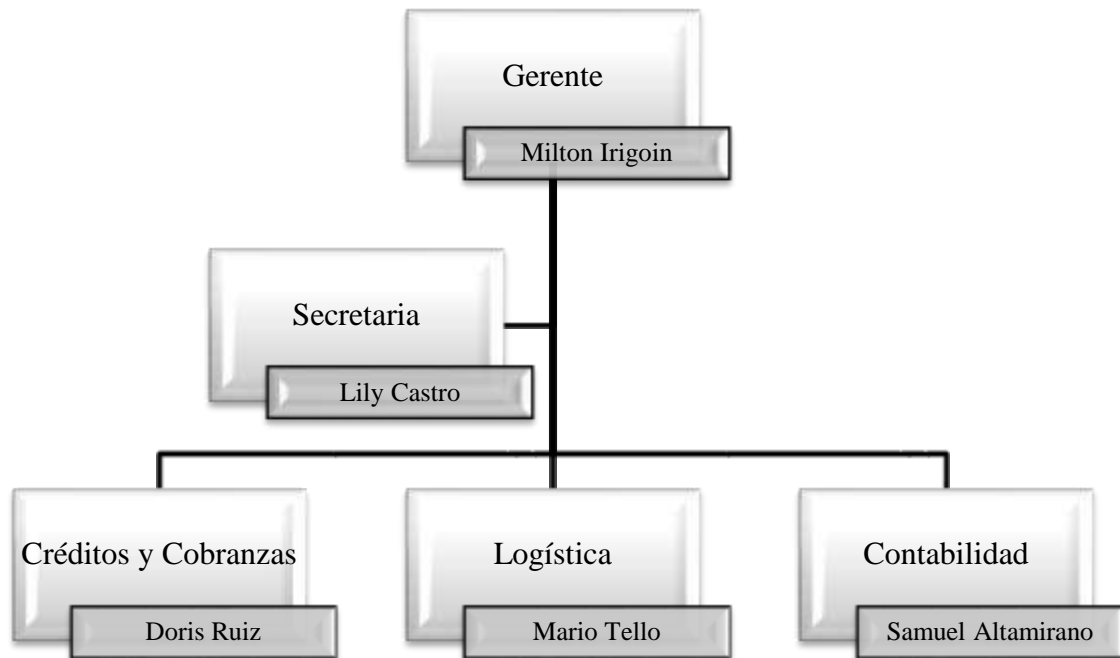 Gerente
Milton Irigoin
Secretaria
Lily Castro
Créditos y Cobranzas
Doris Ruiz
Logística
Mario Tello
Contabilidad
Samuel Altamirano